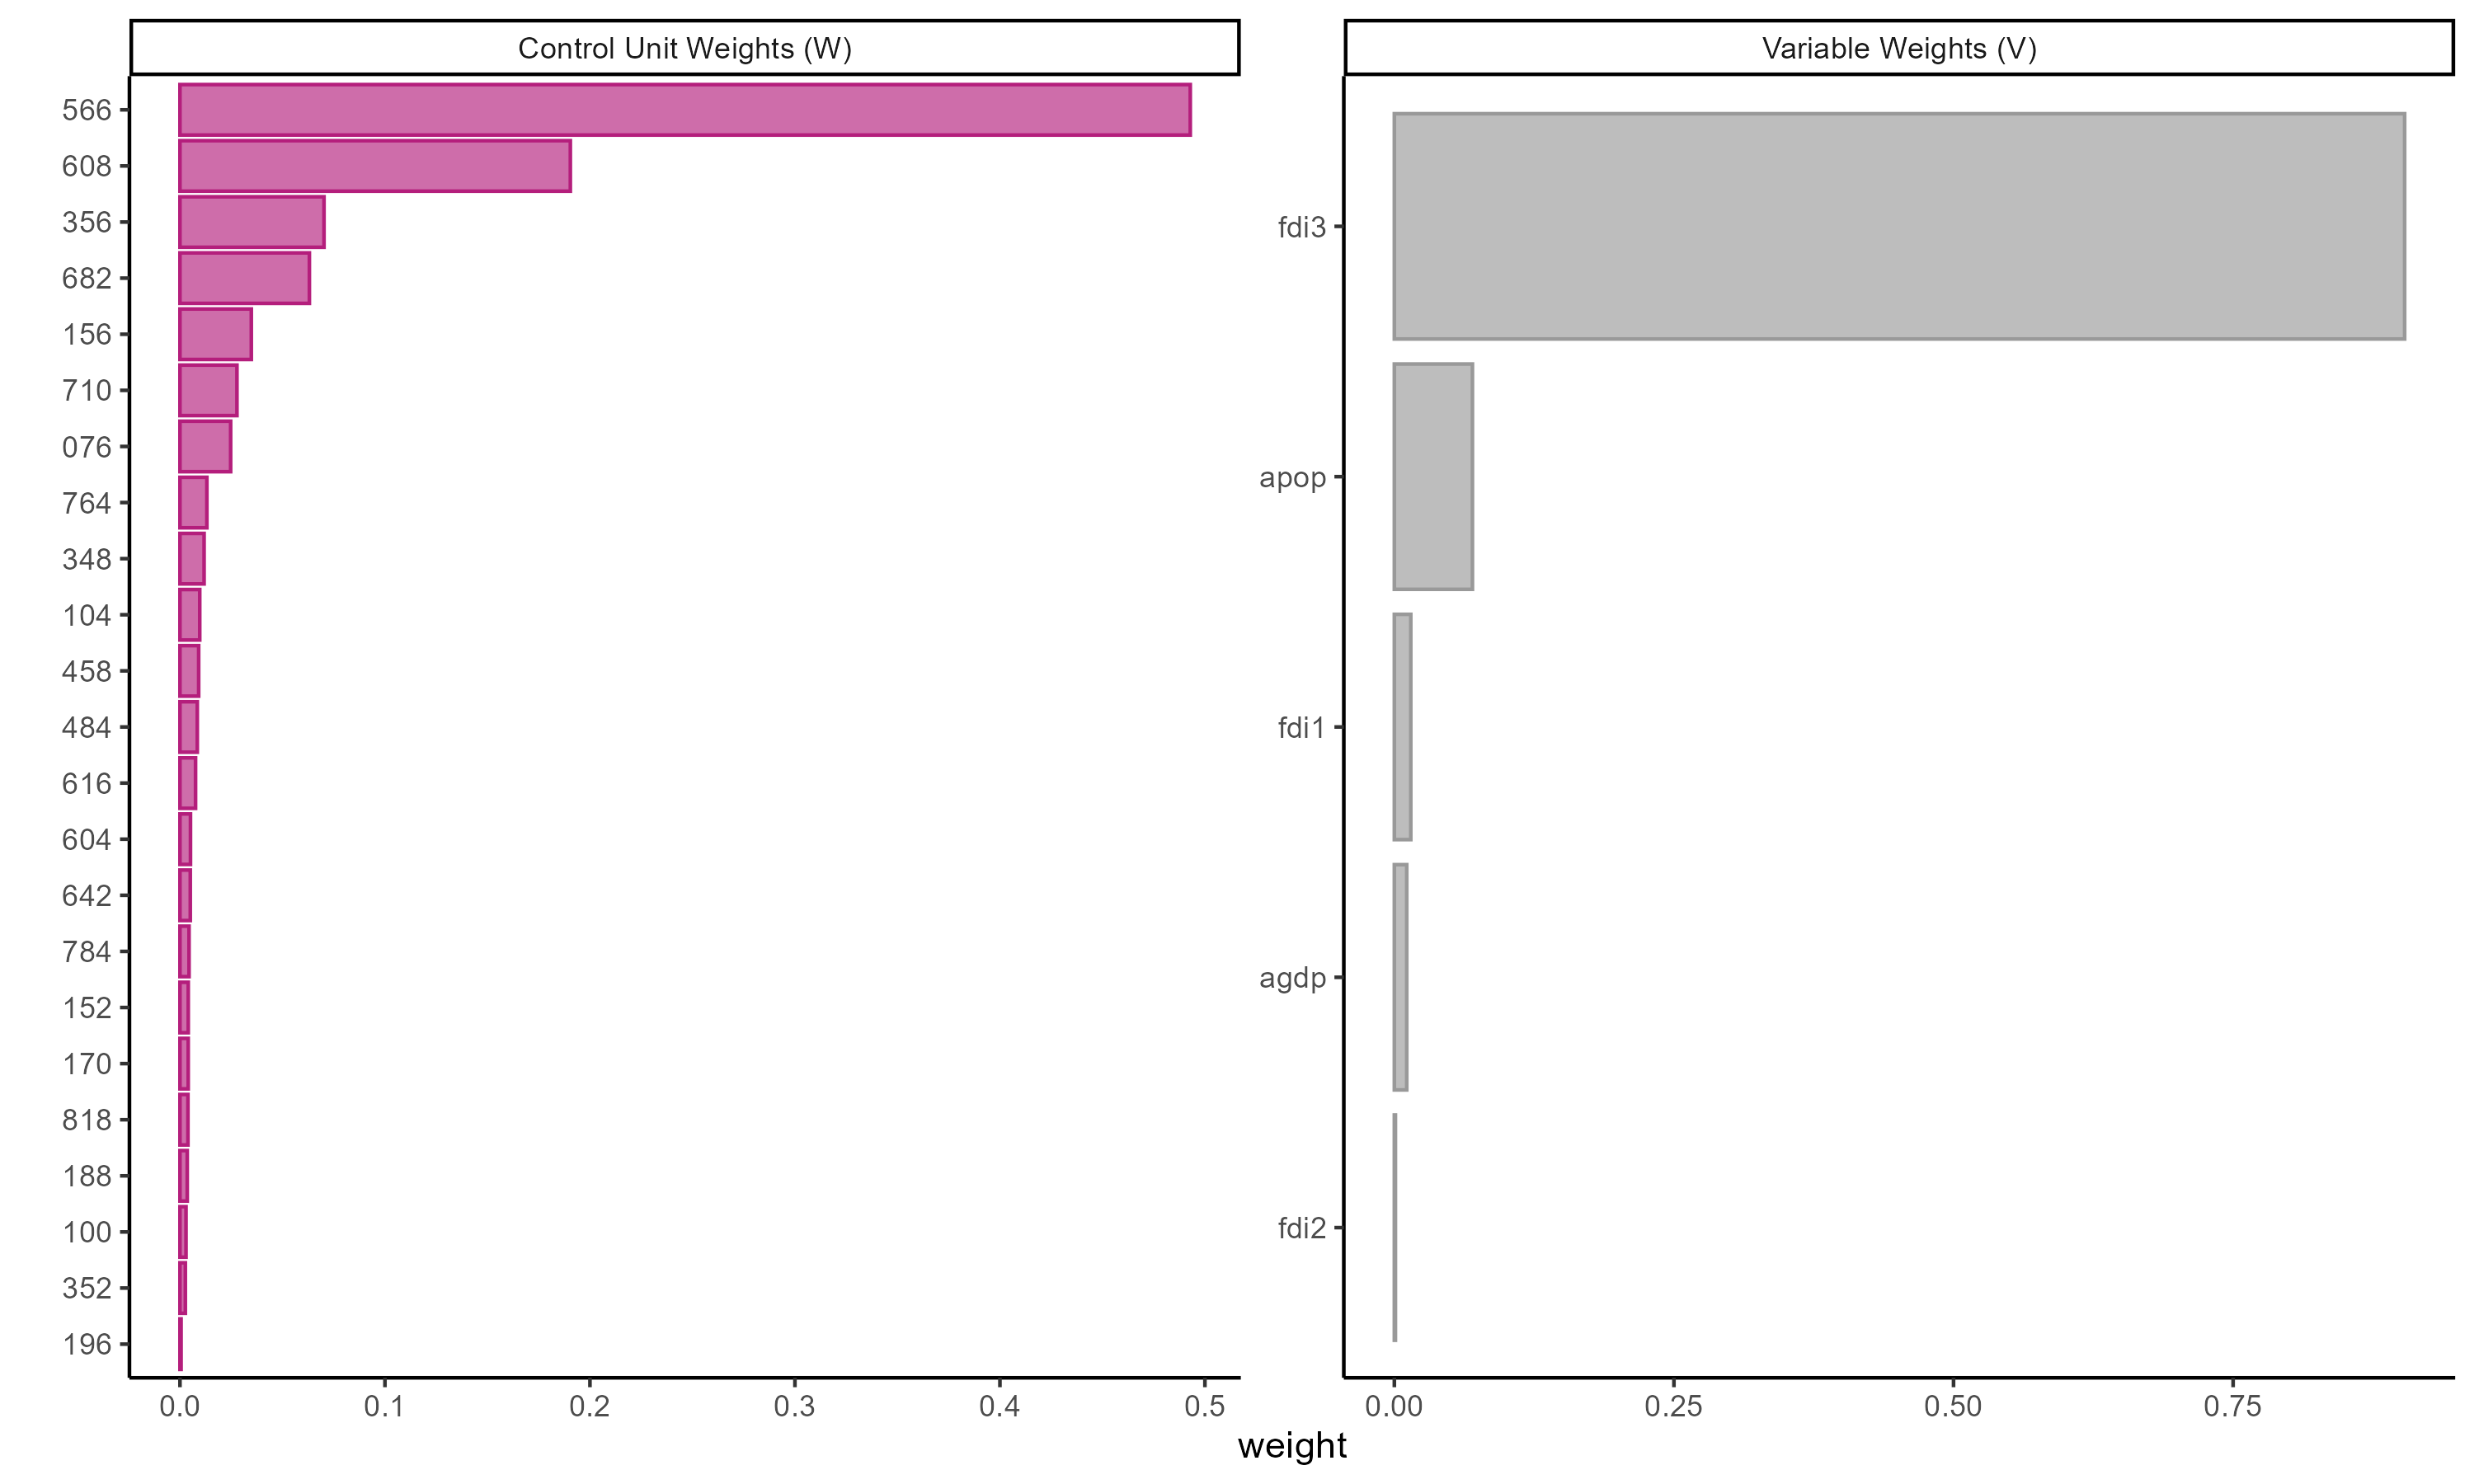 Control Unit Weights (W)
566
608
356
682
156
710
076
764
348
104
458
484
616
604
642
784
152
170
818
188
100
352
196
0.0 0.1 0.2 0.3 0.4 0.5
Variable Weights (V)
fdi3
apop
fdi1
agdp
fdi2
0.00 0.25 0.50 0.75
weight